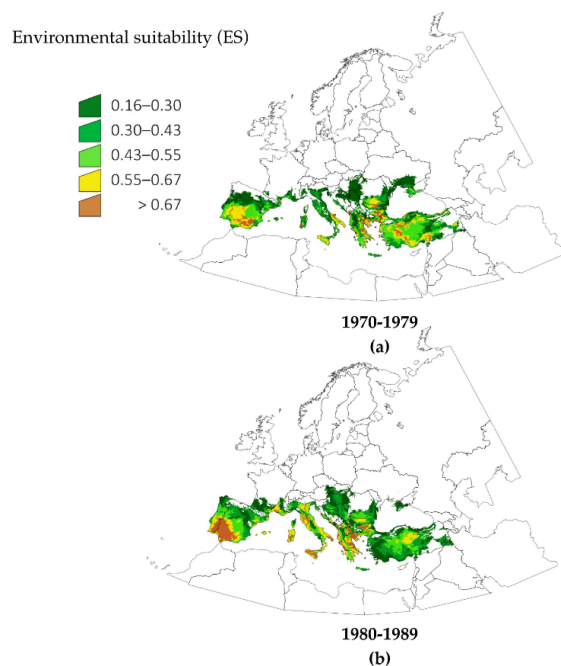 Environmental suitability (ES)
0.16–0.30
0.30–0.43
0.43–0.55
0.55–0.67
> 0.67
1970-1979
(a)
1980-1989
(b)